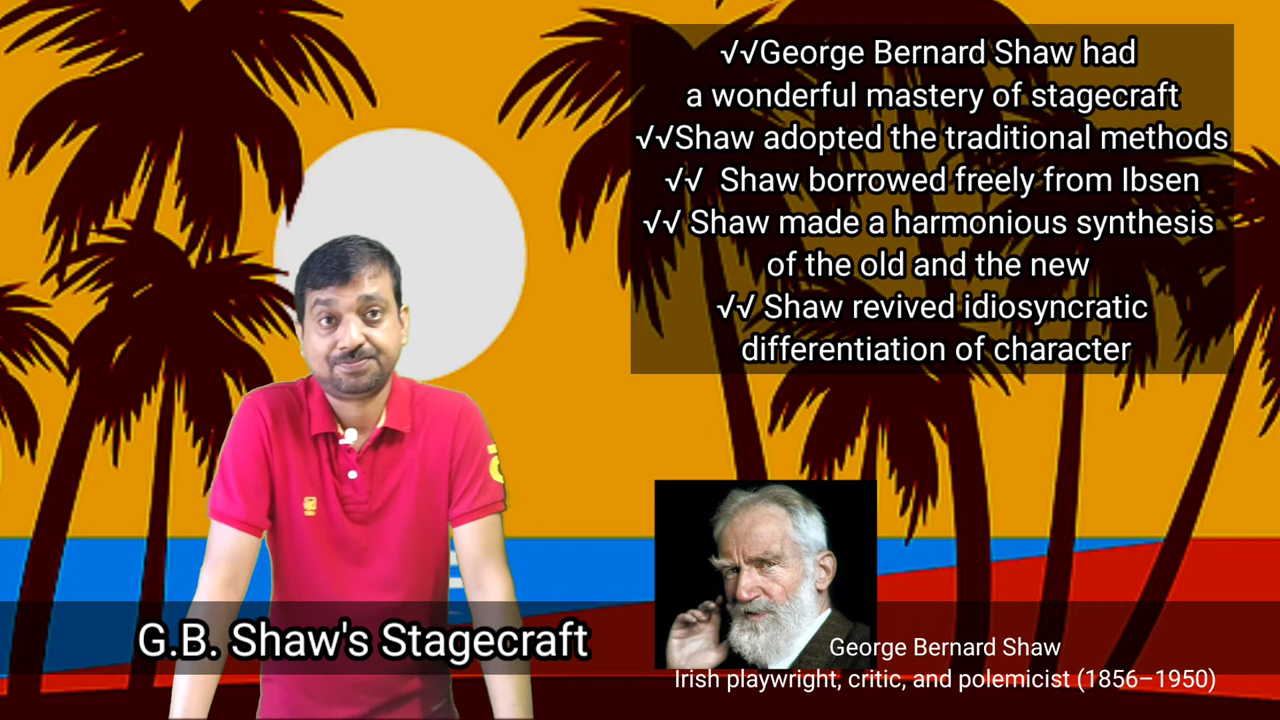 √√George Bernard Shaw had
a wonderful mastery of stagecraft
√√Shaw adopted the traditional methods
√√ Shaw borrowed freely from Ibsen
√√ Shaw made a harmonious synthesis
of the old and the new
√√ Shaw revived idiosyncratic
differentiation of character
G.B. Shaw's Stagecraft
George Bernard Shaw
Irish playwright, critic, and polemicist (1856–1950)